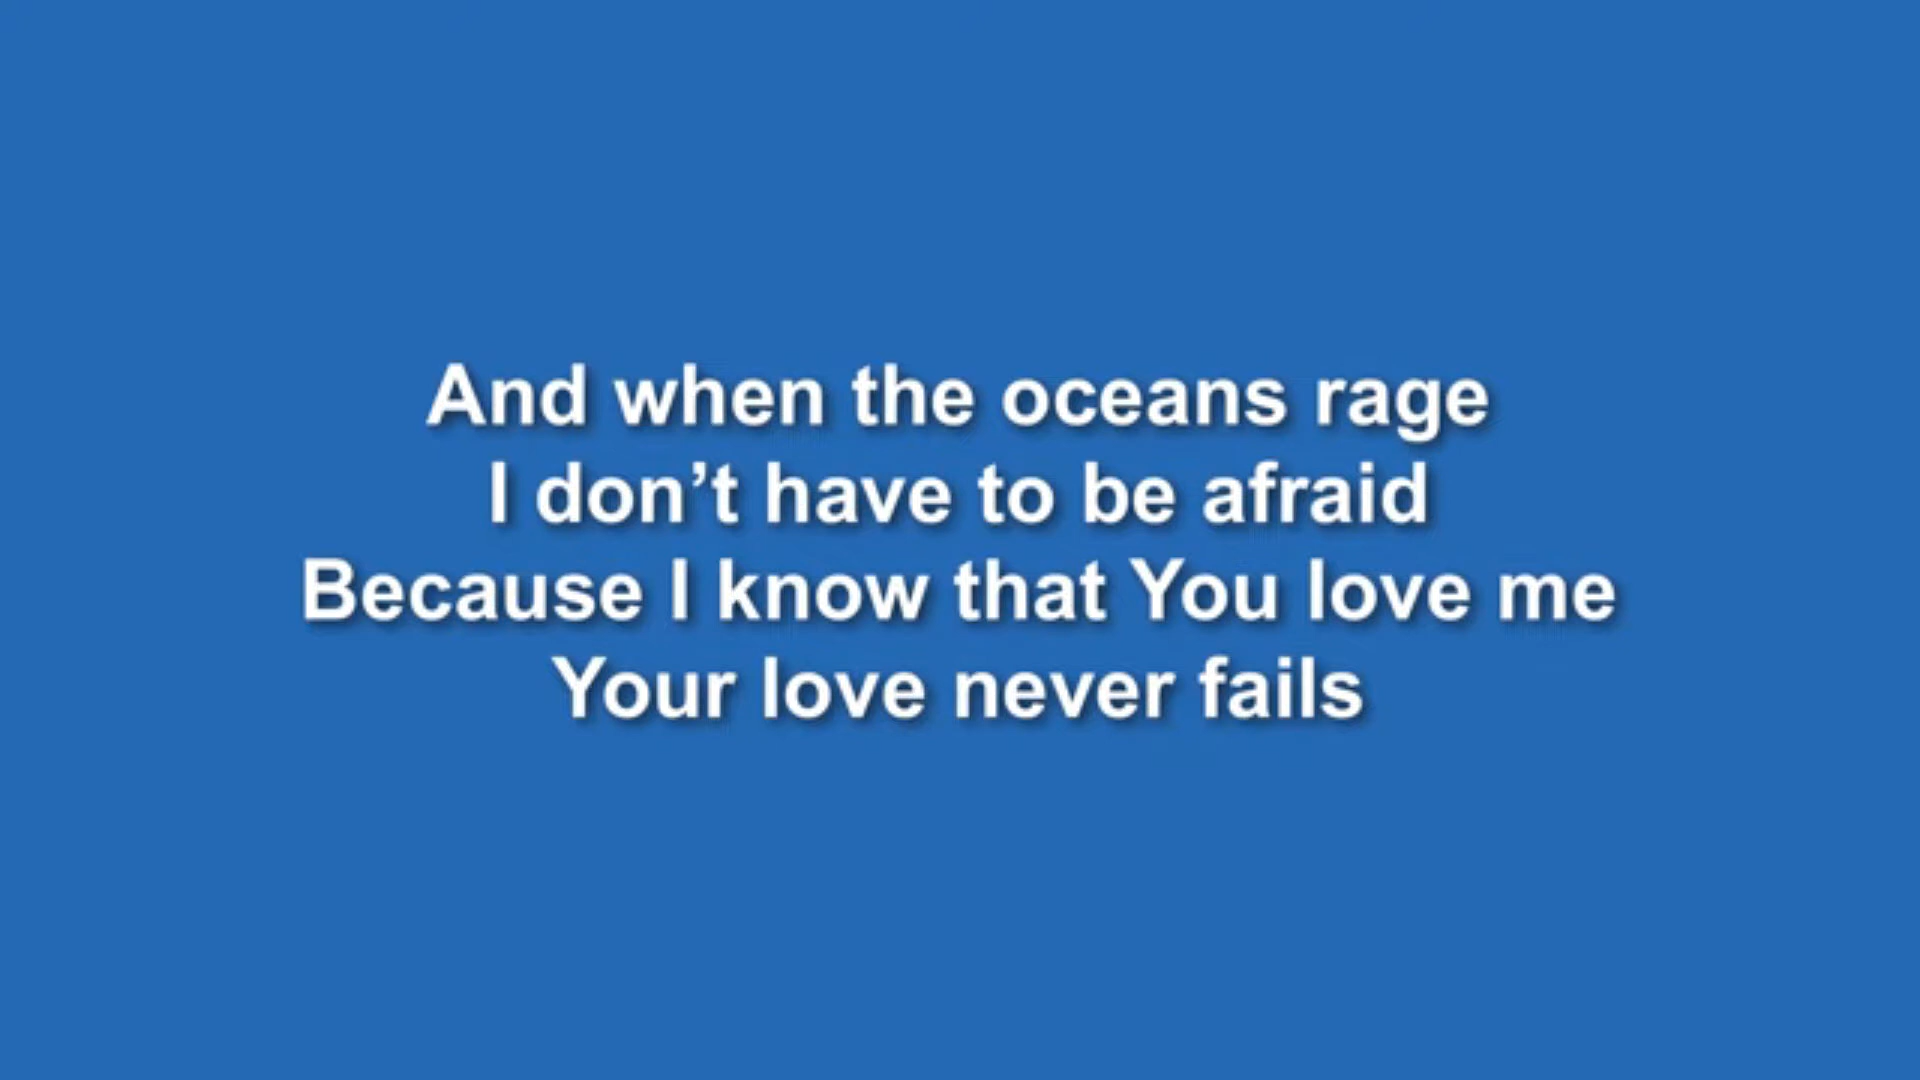 And when the oceans rage
I don’t have to be afraid
Because I know that You love me
Your love never fails